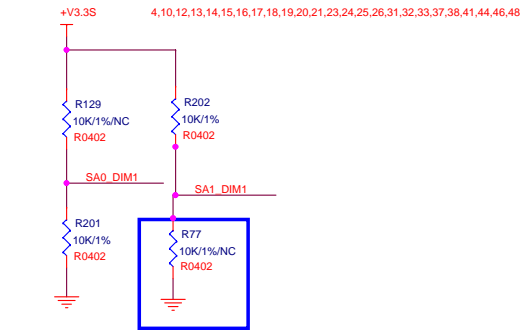 +V3.3S 4,10,12,13,14,15,16,17,18,19,20,21,23,24,25,26,31,32,33,37,38,41,44,46,48
R129
10K/1%/NC
R0402
R202
10K/1%
R0402
SA0_DIM1
SA1_DIM1
R201
10K/1%
R0402
R77
10K/1%/NC
R0402